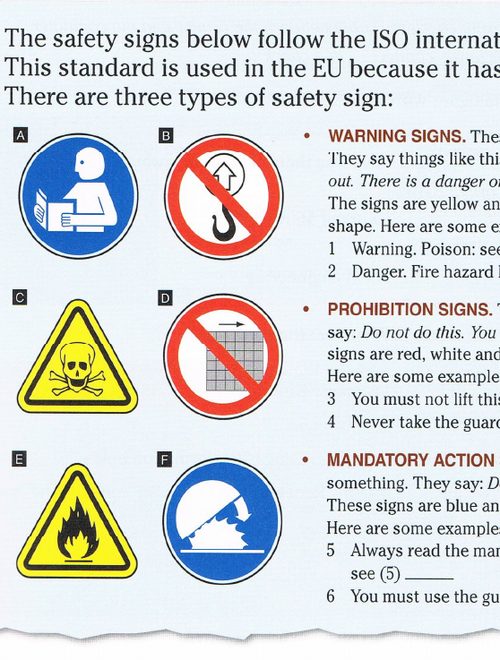 The safety signs below follow the ISO internat
This standard is used in the EU because it has
There are three types of safety sign:
A
B
• WARNING SIGNS. The
They say things like thi
out. There is a danger o
The signs are yellow an
shape. Here are some e
1 Warning. Poison: see
2 Danger. Fire hazard
C
D
• PROHIBITION SIGNS.
say: Do not do this. You
signs are red, white and
Here are some example
3 You must not lift this
4 Never take the guar
E
F
• MANDATORY ACTION
something. They say: D
These signs are blue an
Here are some example
5 Always read the man
see (5) ______
6 You must use the gu